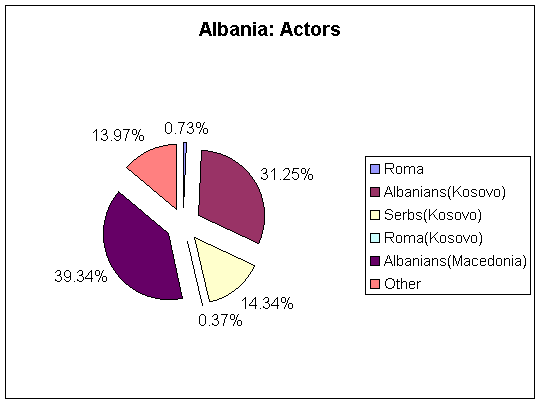 Albania: Actors
0.73%
13.97%
31.25%
39.34%
14.34%
0.37%
Roma
Albanians(Kosovo)
Serbs(Kosovo)
Roma(Kosovo)
Albanians(Macedonia)
Other